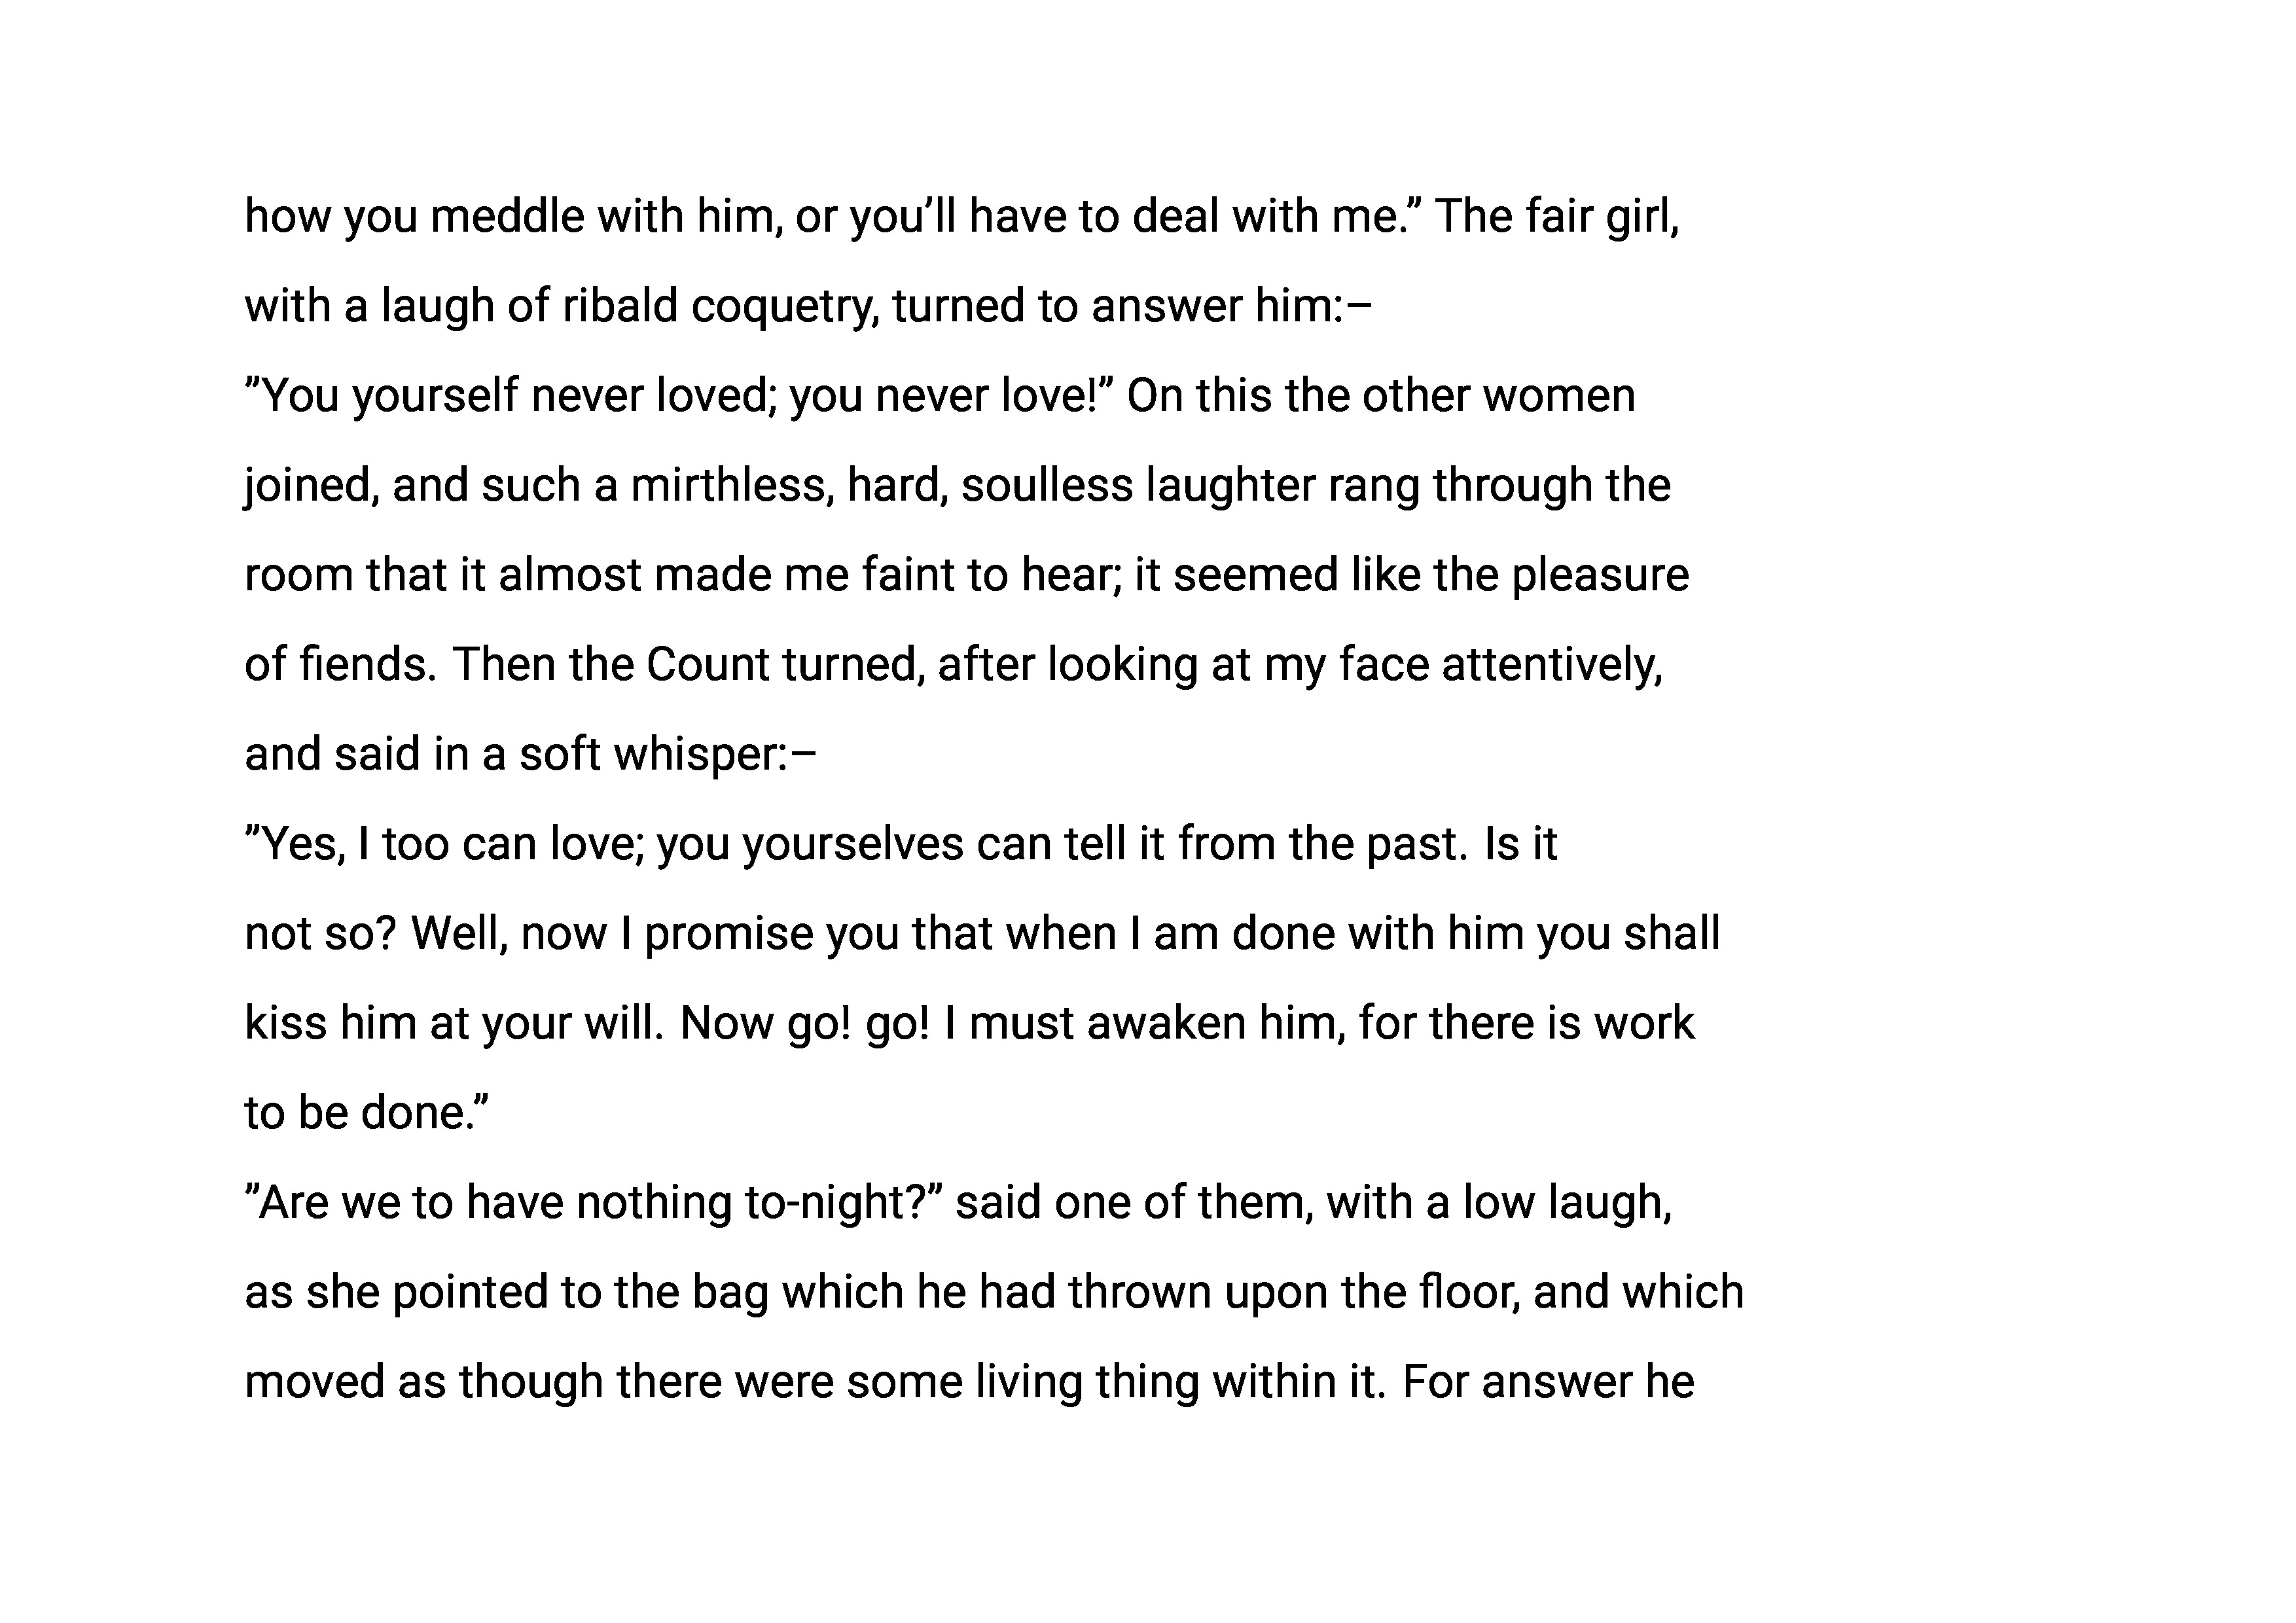 how you meddle with him, or you’ll have to deal with me.” The fair girl,
with a laugh of ribald coquetry, turned to answer him:–
”You yourself never loved; you never love!” On this the other women
joined, and such a mirthless, hard, soulless laughter rang through the
room that it almost made me faint to hear; it seemed like the pleasure
of fiends. Then the Count turned, after looking at my face attentively,
and said in a soft whisper:–
”Yes, I too can love; you yourselves can tell it from the past. Is it
not so? Well, now I promise you that when I am done with him you shall
kiss him at your will. Now go! go! I must awaken him, for there is work
to be done.”
”Are we to have nothing to-night?” said one of them, with a low laugh,
as she pointed to the bag which he had thrown upon the floor, and which
moved as though there were some living thing within it. For answer he